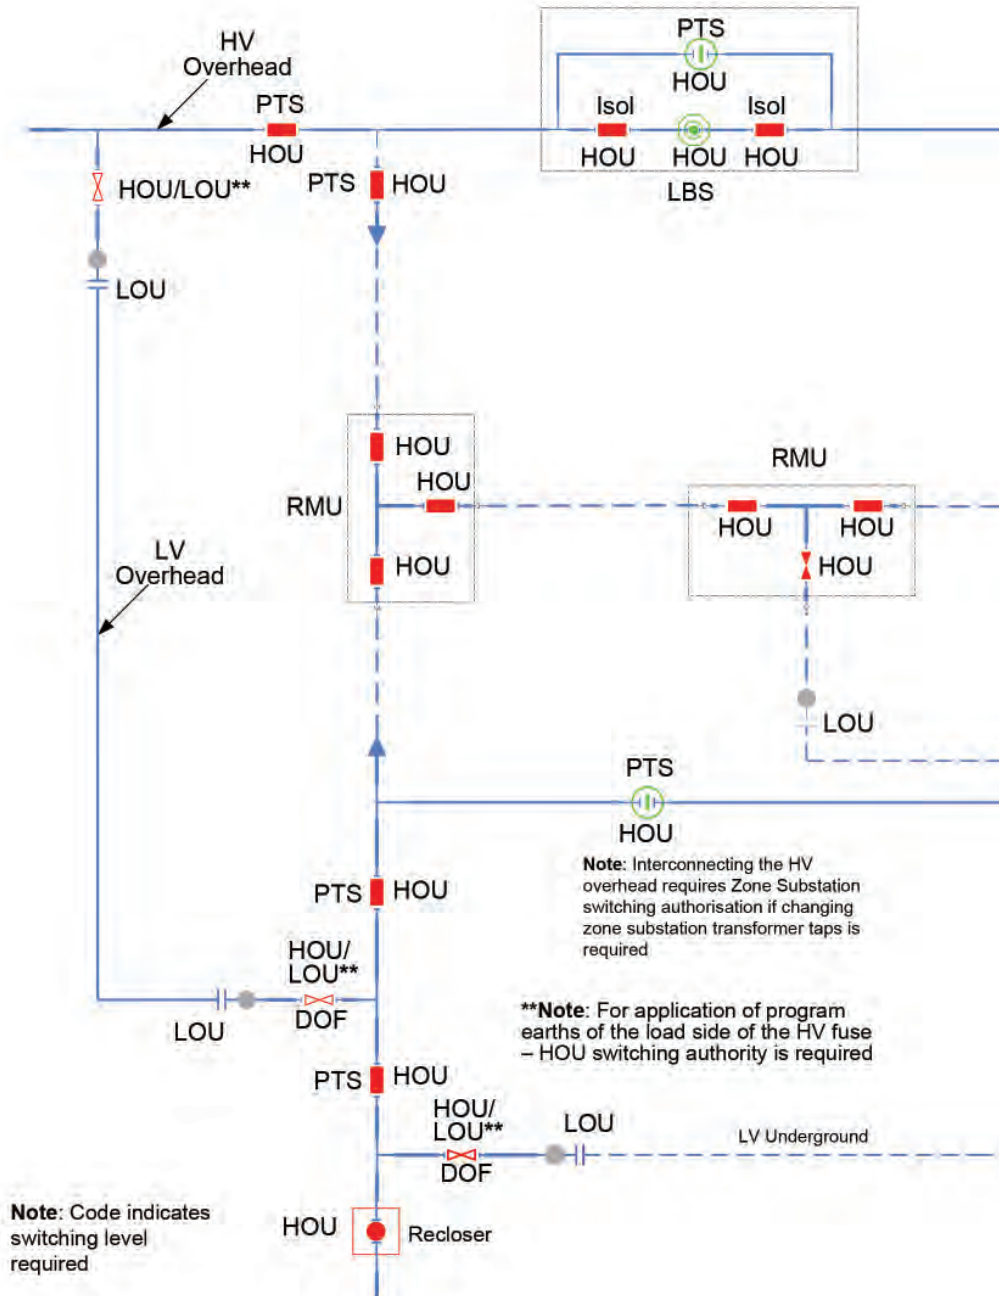 HV
Overhead
PTS
HOU
PTS
HOU
Isol
Isol
HOU
HOU
HOU
LBS
HOU/LOU**
PTS
HOU
LOU
HOU
HOU
RMU
HOU
RMU
HOU
HOU
HOU
LV
Overhead
LOU
PTS
HOU
Note: Interconnecting the HV
overhead requires Zone Substation
switching authorisation if changing
zone substation transformer taps is
required
PTS
HOU
HOU/
LOU**
DOF
LOU
**Note: For application of program
earths of the load side of the HV fuse
– HOU switching authority is required
PTS
HOU
HOU/
LOU**
DOF
LOU
LV Underground
Note: Code indicates
switching level
required
HOU
Recloser